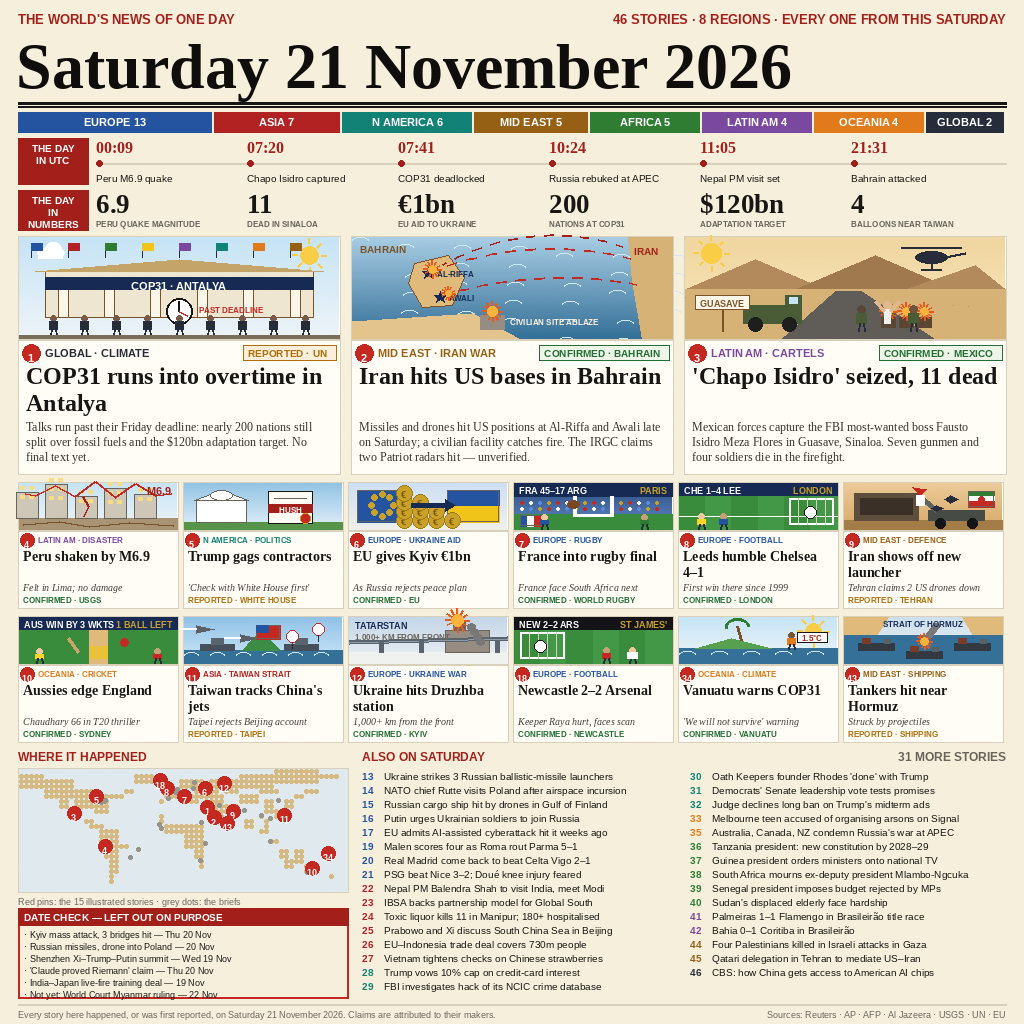 THE WORLD'S NEWS OF ONE DAY
46 STORIES · 8 REGIONS · EVERY ONE FROM THIS SATURDAY
Saturday 21 November 2026
EUROPE 13
ASIA 7
N AMERICA 6
MID EAST 5
AFRICA 5
LATIN AM 4
OCEANIA 4
GLOBAL 2
THE DAY
IN UTC
00:09
07:20
07:41
10:24
11:05
21:31
Peru M6.9 quake
Chapo Isidro captured
COP31 deadlocked
Russia rebuked at APEC
Nepal PM visit set
Bahrain attacked
THE DAY
IN
NUMBERS
6.9
11
€1bn
200
$120bn
4
PERU QUAKE MAGNITUDE
DEAD IN SINALOA
EU AID TO UKRAINE
NATIONS AT COP31
ADAPTATION TARGET
BALLOONS NEAR TAIWAN
COP31 · ANTALYA
PAST DEADLINE
1
GLOBAL · CLIMATE
REPORTED · UN
COP31 runs into overtime in
Antalya
Talks run past their Friday deadline: nearly 200 nations still
split over fossil fuels and the $120bn adaptation target. No
final text yet.
BAHRAIN
IRAN
AL-RIFFA
AWALI
CIVILIAN SITE ABLAZE
2
MID EAST · IRAN WAR
CONFIRMED · BAHRAIN
Iran hits US bases in Bahrain
Missiles and drones hit US positions at Al-Riffa and Awali late
on Saturday; a civilian facility catches fire. The IRGC claims
two Patriot radars hit — unverified.
GUASAVE
3
LATIN AM · CARTELS
CONFIRMED · MEXICO
'Chapo Isidro' seized, 11 dead
Mexican forces capture the FBI most-wanted boss Fausto
Isidro Meza Flores in Guasave, Sinaloa. Seven gunmen and
four soldiers die in the firefight.
M6.9
4
LATIN AM · DISASTER
Peru shaken by M6.9
Felt in Lima; no damage
CONFIRMED · USGS
HUSH
5
N AMERICA · POLITICS
Trump gags contractors
'Check with White House first'
REPORTED · WHITE HOUSE
6
EUROPE · UKRAINE AID
EU gives Kyiv €1bn
As Russia rejects peace plan
CONFIRMED · EU
FRA 45–17 ARG
PARIS
7
EUROPE · RUGBY
France into rugby final
France face South Africa next
CONFIRMED · WORLD RUGBY
CHE 1–4 LEE
LONDON
8
EUROPE · FOOTBALL
Leeds humble Chelsea
4–1
First win there since 1999
CONFIRMED · LONDON
9
MID EAST · DEFENCE
Iran shows off new
launcher
Tehran claims 2 US drones down
REPORTED · TEHRAN
AUS WIN BY 3 WKTS
1 BALL LEFT
10
OCEANIA · CRICKET
Aussies edge England
Chaudhary 66 in T20 thriller
CONFIRMED · SYDNEY
11
ASIA · TAIWAN STRAIT
Taiwan tracks China's
jets
Taipei rejects Beijing account
REPORTED · TAIPEI
TATARSTAN
1,000+ KM FROM FRONT
12
EUROPE · UKRAINE WAR
Ukraine hits Druzhba
station
1,000+ km from the front
CONFIRMED · KYIV
NEW 2–2 ARS
ST JAMES'
18
EUROPE · FOOTBALL
Newcastle 2–2 Arsenal
Keeper Raya hurt, faces scan
CONFIRMED · NEWCASTLE
1.5°C
34
OCEANIA · CLIMATE
Vanuatu warns COP31
'We will not survive' warning
CONFIRMED · VANUATU
STRAIT OF HORMUZ
43
MID EAST · SHIPPING
Tankers hit near
Hormuz
Struck by projectiles
REPORTED · SHIPPING
WHERE IT HAPPENED
18
8
5
7
6
12
3
1
2
9
43
11
4
34
10
Red pins: the 15 illustrated stories · grey dots: the briefs
DATE CHECK — LEFT OUT ON PURPOSE
· Kyiv mass attack, 3 bridges hit — Thu 20 Nov
· Russian missiles, drone into Poland — 20 Nov
· Shenzhen Xi–Trump–Putin summit — Wed 19 Nov
· 'Claude proved Riemann' claim — Thu 20 Nov
· India–Japan live-fire training deal — 19 Nov
· Not yet: World Court Myanmar ruling — 22 Nov
ALSO ON SATURDAY
31 MORE STORIES
13 Ukraine strikes 3 Russian ballistic-missile launchers
14 NATO chief Rutte visits Poland after airspace incursion
15 Russian cargo ship hit by drones in Gulf of Finland
16 Putin urges Ukrainian soldiers to join Russia
17 EU admits AI-assisted cyberattack hit it weeks ago
19 Malen scores four as Roma rout Parma 5–1
20 Real Madrid come back to beat Celta Vigo 2–1
21 PSG beat Nice 3–2; Doué knee injury feared
22 Nepal PM Balendra Shah to visit India, meet Modi
23 IBSA backs partnership model for Global South
24 Toxic liquor kills 11 in Manipur; 180+ hospitalised
25 Prabowo and Xi discuss South China Sea in Beijing
26 EU–Indonesia trade deal covers 730m people
27 Vietnam tightens checks on Chinese strawberries
28 Trump vows 10% cap on credit-card interest
29 FBI investigates hack of its NCIC crime database
30 Oath Keepers founder Rhodes 'done' with Trump
31 Democrats' Senate leadership vote tests promises
32 Judge declines long ban on Trump's midterm ads
33 Melbourne teen accused of organising arsons on Signal
35 Australia, Canada, NZ condemn Russia's war at APEC
36 Tanzania president: new constitution by 2028–29
37 Guinea president orders ministers onto national TV
38 South Africa mourns ex-deputy president Mlambo-Ngcuka
39 Senegal president imposes budget rejected by MPs
40 Sudan's displaced elderly face hardship
41 Palmeiras 1–1 Flamengo in Brasileirão title race
42 Bahia 0–1 Coritiba in Brasileirão
44 Four Palestinians killed in Israeli attacks in Gaza
45 Qatari delegation in Tehran to mediate US–Iran
46 CBS: how China gets access to American AI chips
Every story here happened, or was first reported, on Saturday 21 November 2026. Claims are attributed to their makers.
Sources: Reuters · AP · AFP · Al Jazeera · USGS · UN · EU